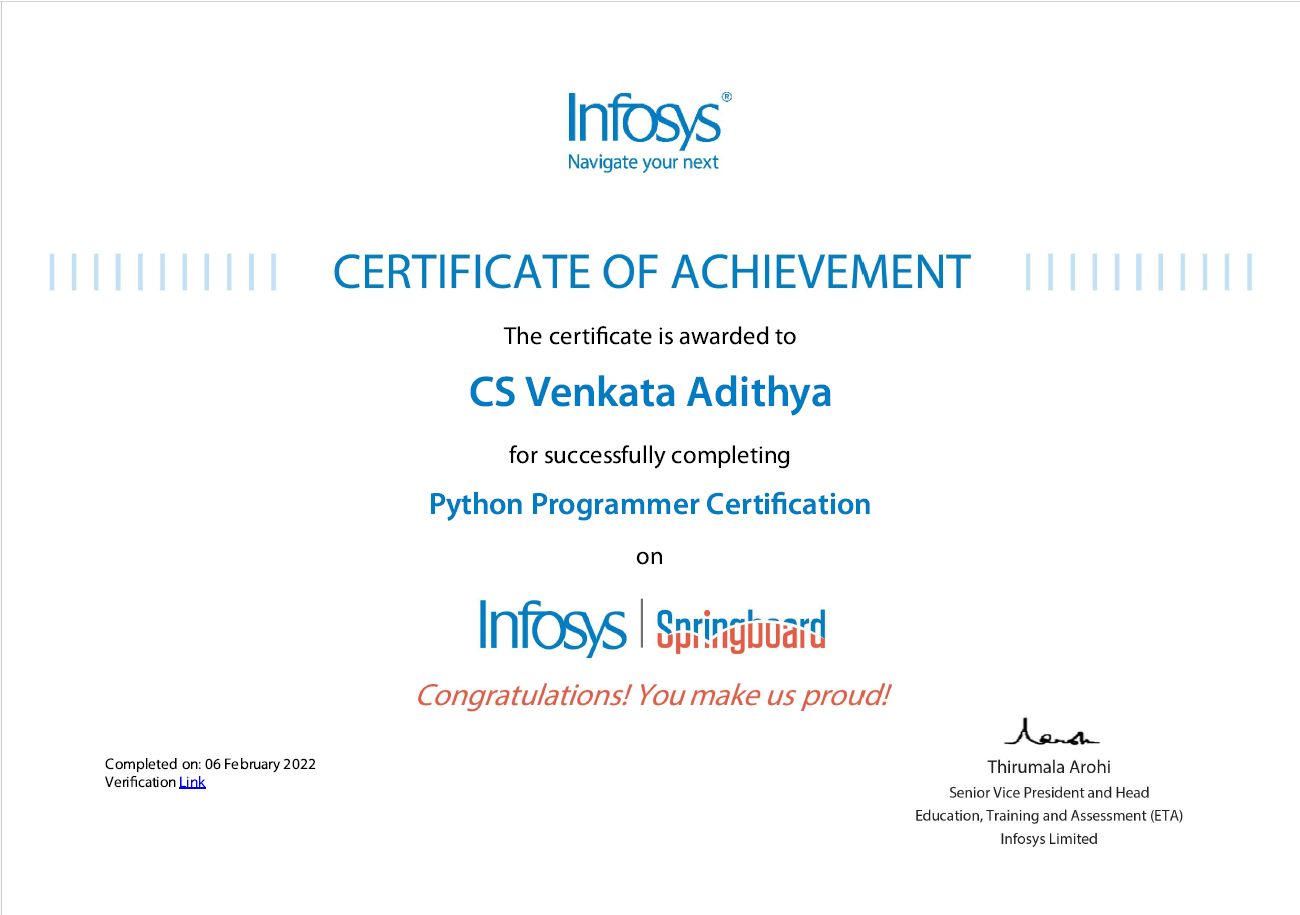 Infosys®
Navigate your next
CERTIFICATE OF ACHIEVEMENT
The certificate is awarded to
CS Venkata Adithya
for successfully completing
Python Programmer Certification
on
Infosys | Springboard
Congratulations! You make us proud!
Completed on: 06 February 2022
Verification Link
Thirumala Arohi
Senior Vice President and Head
Education, Training and Assessment (ETA)
Infosys Limited